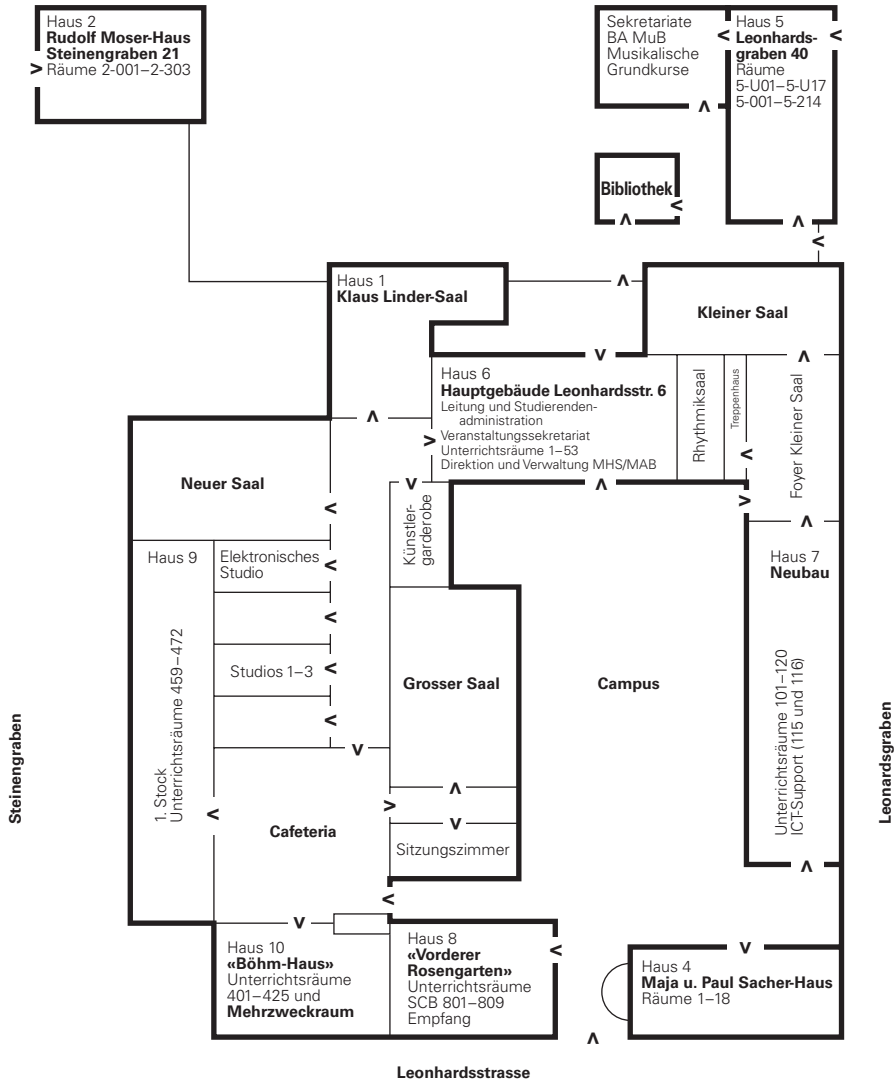 Haus 2
Rudolf Moser-Haus
Steinengraben 21
Räume 2-001–2-303
Sekretariate
BA MuB
Musikalische
Grundkurse
Haus 5
Leonhards-
graben 40
Räume
5-U01–5-U17
5-001–5-214
Bibliothek
Haus 1
Klaus Linder-Saal
Kleiner Saal
Haus 6
Hauptgebäude Leonhardsstr. 6
Leitung und Studierenden-
administration
Veranstaltungssekretariat
Unterrichtsräume 1–53
Direktion und Verwaltung MHS/MAB
Rhythmiksaal
Treppenhaus
Foyer Kleiner Saal
Neuer Saal
Künstler-
garderobe
Haus 9
Elektronisches
Studio
Haus 7
Neubau
1. Stock
Unterrichtsräume 459–472
Studios 1–3
Grosser Saal
Campus
Unterrichtsräume 101–120
ICT-Support (115 und 116)
Steinengraben
Leonardsgraben
Cafeteria
Sitzungszimmer
Haus 10
«Böhm-Haus»
Unterrichtsräume
401–425 und
Mehrzweckraum
Haus 8
«Vorderer
Rosengarten»
Unterrichtsräume
SCB 801–809
Empfang
Haus 4
Maja u. Paul Sacher-Haus
Räume 1–18
Leonhardsstrasse